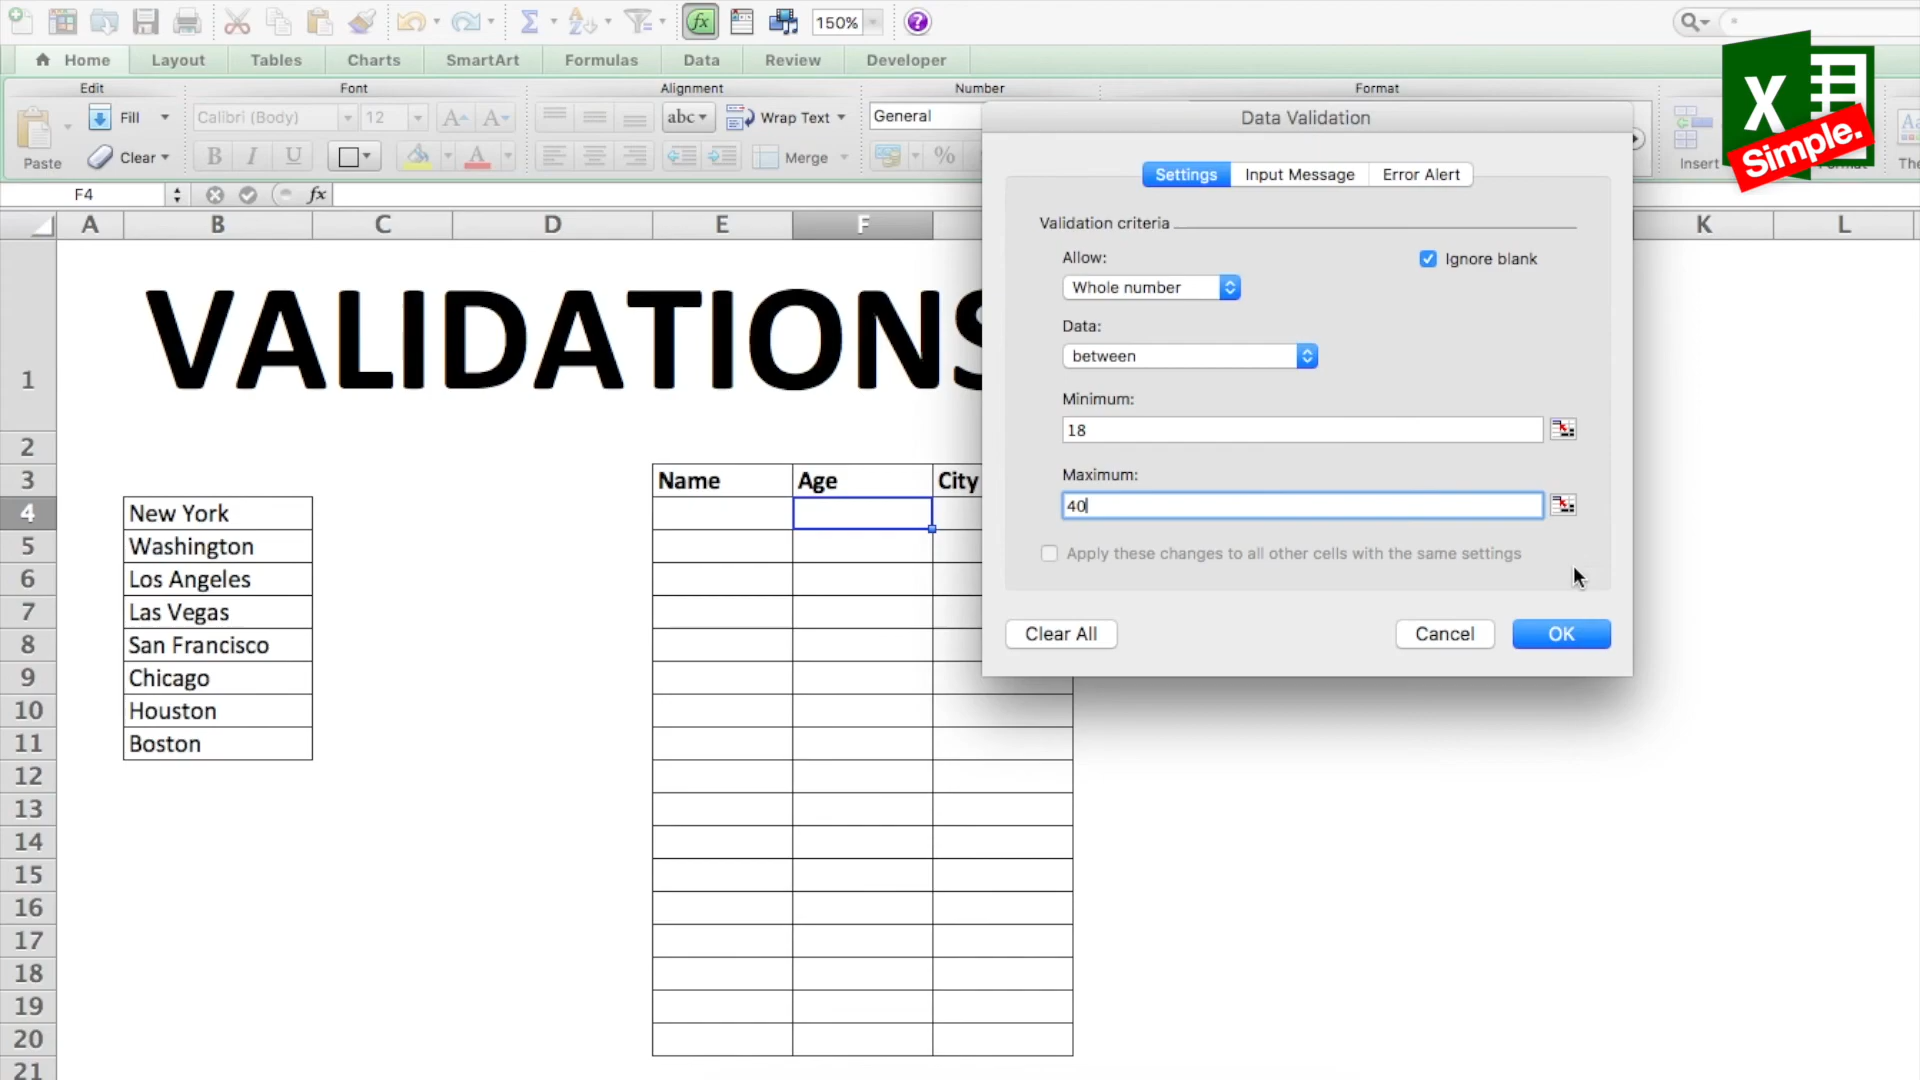 150%
?
X
Simple.
Home Layout Tables Charts SmartArt Formulas Data Review Developer
Edit Font Alignment Number Format
Fill Calibri (Body) 12 A A abc Wrap Text General
Paste Clear B I U A Merge % Insert
F4 fx
Data Validation
Settings Input Message Error Alert
Validation criteria
Allow:
Ignore blank
Whole number
Data:
between
Minimum:
18
Maximum:
40
Apply these changes to all other cells with the same settings
Clear All Cancel OK
A B C D E F K L
1 VALIDATIONS
2
3 Name Age City
4 New York
5 Washington
6 Los Angeles
7 Las Vegas
8 San Francisco
9 Chicago
10 Houston
11 Boston
12
13
14
15
16
17
18
19
20
21